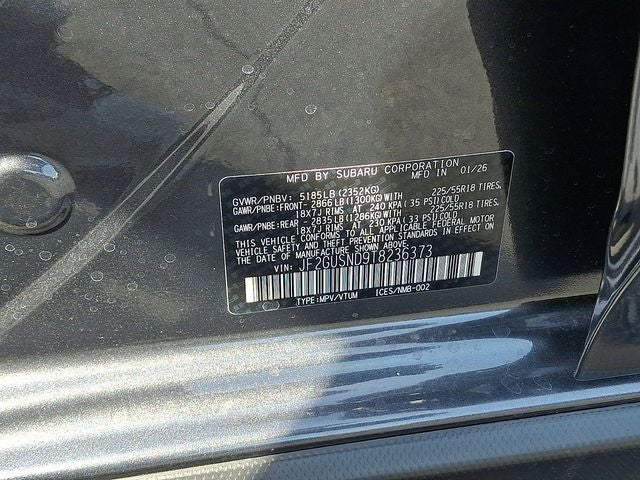 MFD BY SUBARU CORPORATION
MFD IN 01/26
GVWR/PNBV: 5185LB (2352KG)
GAWR/PNBE: FRONT- 2866LB (1300KG) WITH 225/55R18 TIRES,
18X7J RIMS AT 240 KPA ( 35 PSI) COLD
GAWR/PNBE: REAR - 2835LB (1286KG) WITH 225/55R18 TIRES,
18X7J RIMS AT 230 KPA ( 33 PSI) COLD
THIS VEHICLE CONFORMS TO ALL APPLICABLE FEDERAL MOTOR
VEHICLE SAFETY AND BUMPER STANDARDS IN EFFECT ON
THE DATE OF MANUFACTURE SHOWN ABOVE.
VIN: JF2GUSND9T8236373
TYPE:MPV/VTUM ICES/NMB-002